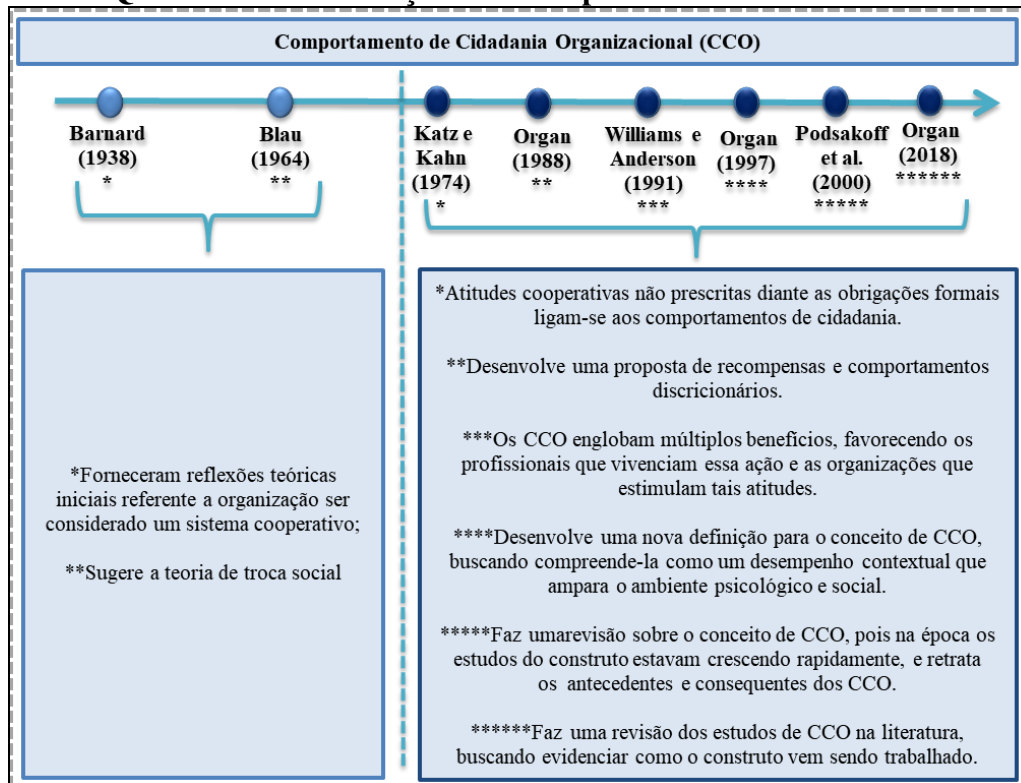 Comportamento de Cidadania Organizacional (CCO)
Barnard
(1938)
*
Blau
(1964)
**
Katz e
Kahn
(1974)
*
Organ
(1988)
**
Williams e
Anderson
(1991)
***
Organ
(1997)
****
Podsakoff
et al.
(2000)
*****
Organ
(2018)
******
*Forneceram reflexões teóricas
iniciais referente a organização ser
considerado um sistema cooperativo;
**Sugere a teoria de troca social
*Atitudes cooperativas não prescritas diante as obrigações formais
ligam-se aos comportamentos de cidadania.
**Desenvolve uma proposta de recompensas e comportamentos
discricionários.
***Os CCO englobam múltiplos benefícios, favorecendo os
profissionais que vivenciam essa ação e as organizações que
estimulam tais atitudes.
****Desenvolve uma nova definição para o conceito de CCO,
buscando compreende-la como um desempenho contextual que
ampara o ambiente psicológico e social.
*****Faz umarevisão sobre o conceito de CCO, pois na época os
estudos do construto estavam crescendo rapidamente, e retrata
os antecedentes e consequentes dos CCO.
******Faz uma revisão dos estudos de CCO na literatura,
buscando evidenciar como o construto vem sendo trabalhado.